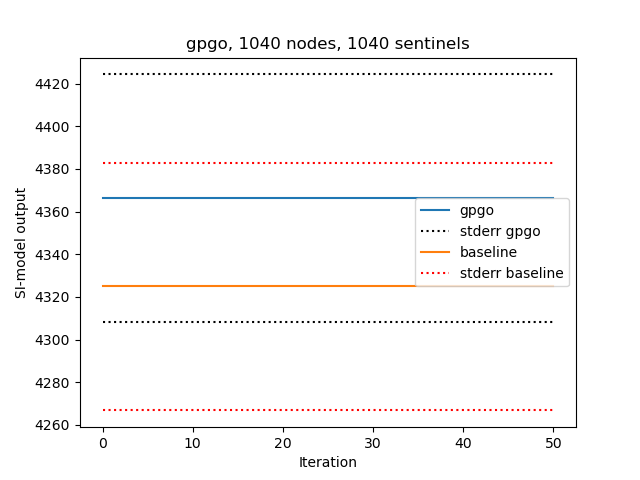 gpgo, 1040 nodes, 1040 sentinels
4420
4400
4380
4360
4340
4320
4300
4280
4260
SI-model output
gpgo
stderr gpgo
baseline
stderr baseline
0 10 20 30 40 50
Iteration